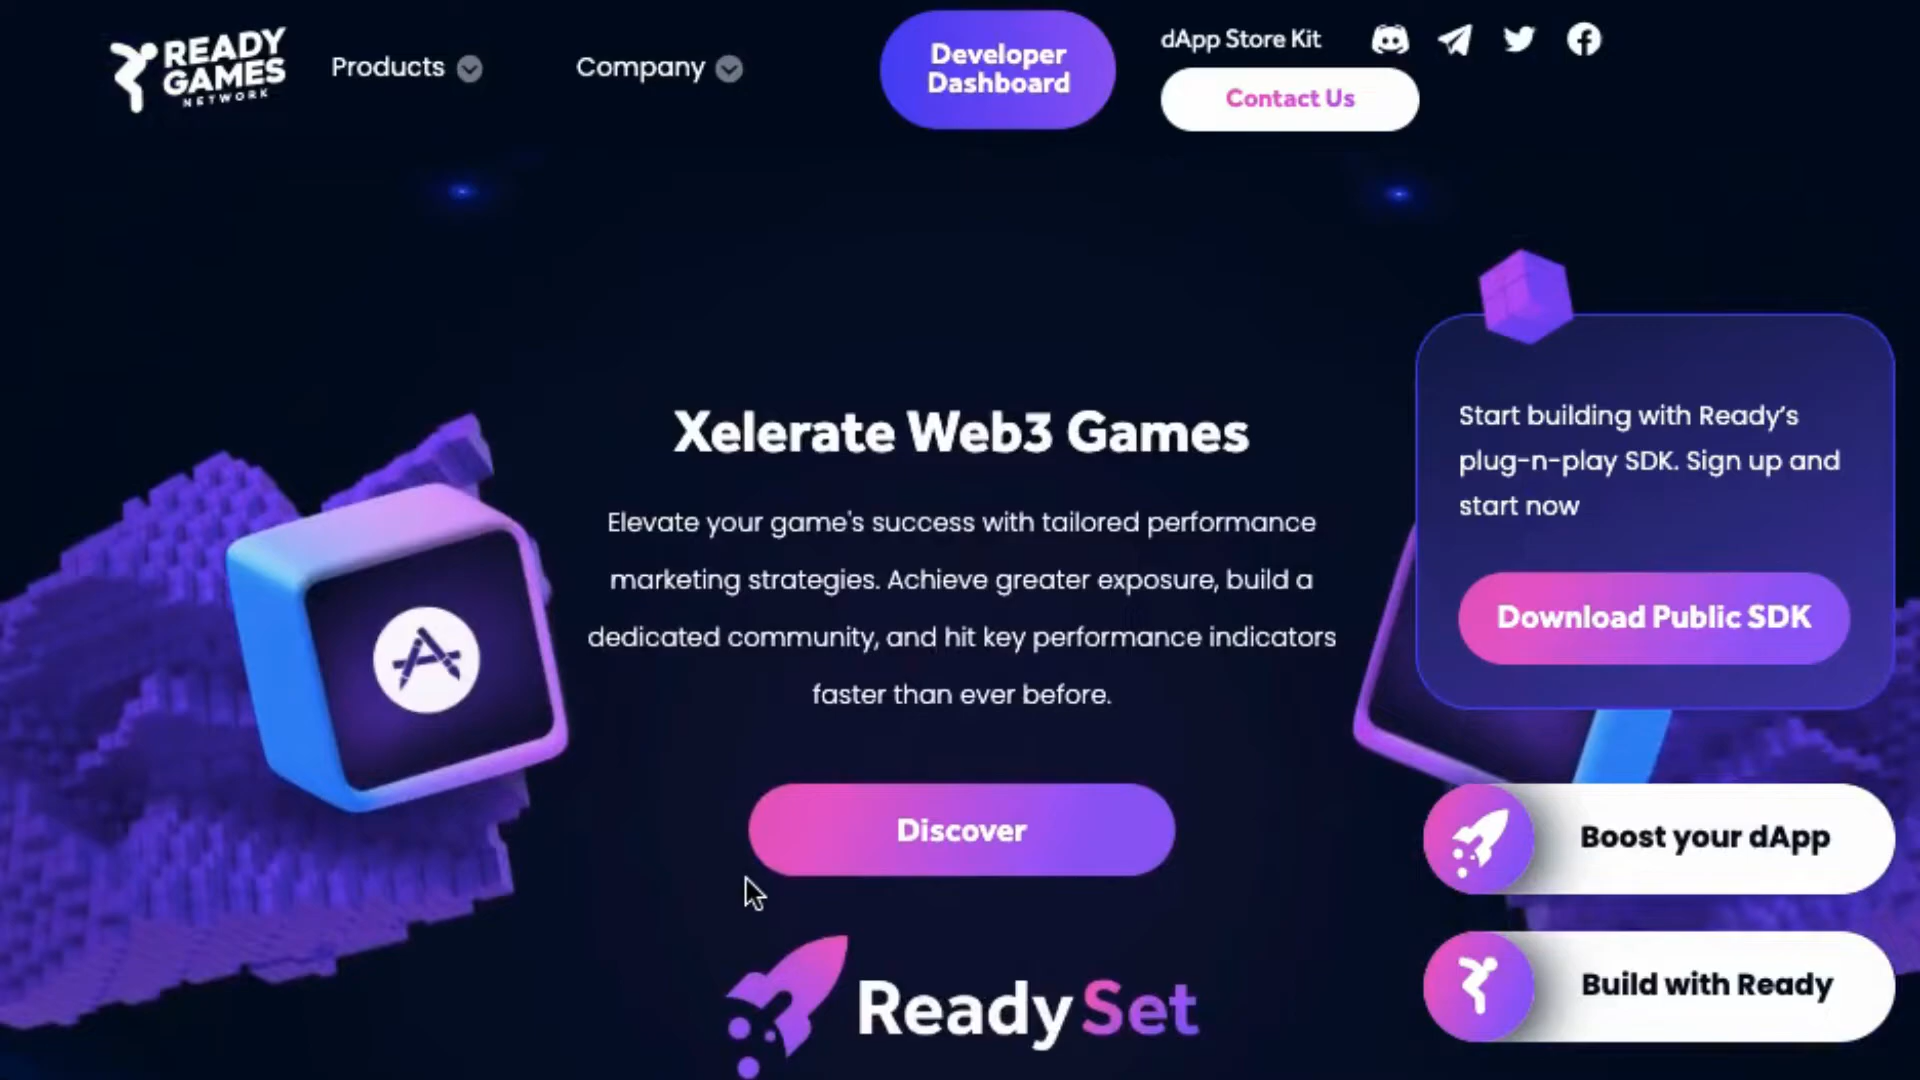 READY
GAMES
NETWORK
Products
Company
Developer
Dashboard
dApp Store Kit
Contact Us
Xelerate Web3 Games
Elevate your game's success with tailored performance
marketing strategies. Achieve greater exposure, build a
dedicated community, and hit key performance indicators
faster than ever before.
Discover
ReadySet
Start building with Ready’s
plug-n-play SDK. Sign up and
start now
Download Public SDK
Boost your dApp
Build with Ready